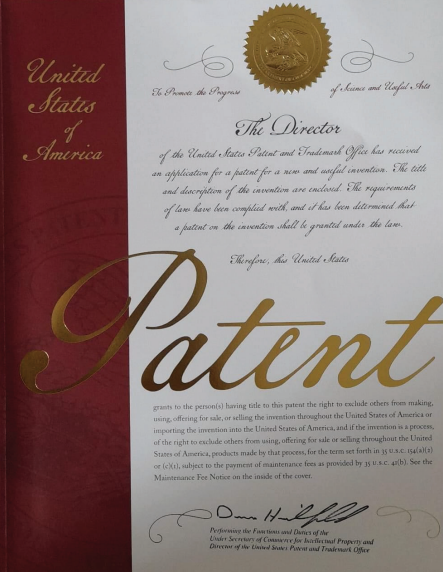 United
States
of
America
To Promote the Progress
of Science and Useful Arts
The Director
of the United States Patent and Trademark Office has received
an application for a patent for a new and useful invention. The title
and description of the invention are enclosed. The requirements
of law have been complied with, and it has been determined that
a patent on the invention shall be granted under the law.
Therefore, this United States
Patent
grants to the person(s) having title to this patent the right to exclude others from making,
using, offering for sale, or selling the invention throughout the United States of America or
importing the invention into the United States of America, and if the invention is a process,
of the right to exclude others from using, offering for sale or selling throughout the United
States of America, products made by that process, for the term set forth in 35 U.S.C. 154(a)(2)
or (c)(1), subject to the payment of maintenance fees as provided by 35 U.S.C. 41(b). See the
Maintenance Fee Notice on the inside of the cover.
Performing the Functions and Duties of the
Under Secretary of Commerce for Intellectual Property and
Director of the United States Patent and Trademark Office